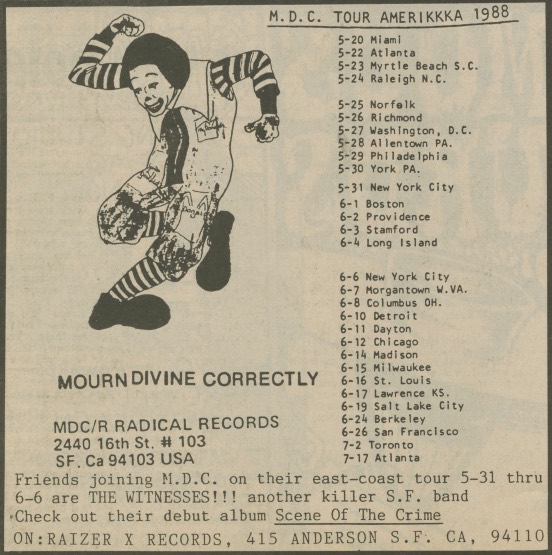 M.D.C. TOUR AMERIKKKA 1988
5-20 Miami
5-22 Atlanta
5-23 Myrtle Beach S.C.
5-24 Raleigh N.C.
5-25 Norfolk
5-26 Richmond
5-27 Washington, D.C.
5-28 Allentown PA.
5-29 Philadelphia
5-30 York PA.
5-31 New York City
6-1 Boston
6-2 Providence
6-3 Stamford
6-4 Long Island
6-6 New York City
6-7 Morgantown W.VA.
6-8 Columbus OH.
6-10 Detroit
6-11 Dayton
6-12 Chicago
6-14 Madison
6-15 Milwaukee
6-16 St. Louis
6-17 Lawrence KS.
6-19 Salt Lake City
6-24 Berkeley
6-26 San Francisco
7-2 Toronto
7-17 Atlanta
MOURN DIVINE CORRECTLY
MDC/R RADICAL RECORDS
2440 16th St. # 103
SF. Ca 94103 USA
Friends joining M.D.C. on their east-coast tour 5-31 thru
6-6 are THE WITNESSES!!! another killer S.F. band
Check out their debut album Scene Of The Crime
ON:RAIZER X RECORDS, 415 ANDERSON S.F. CA, 94110